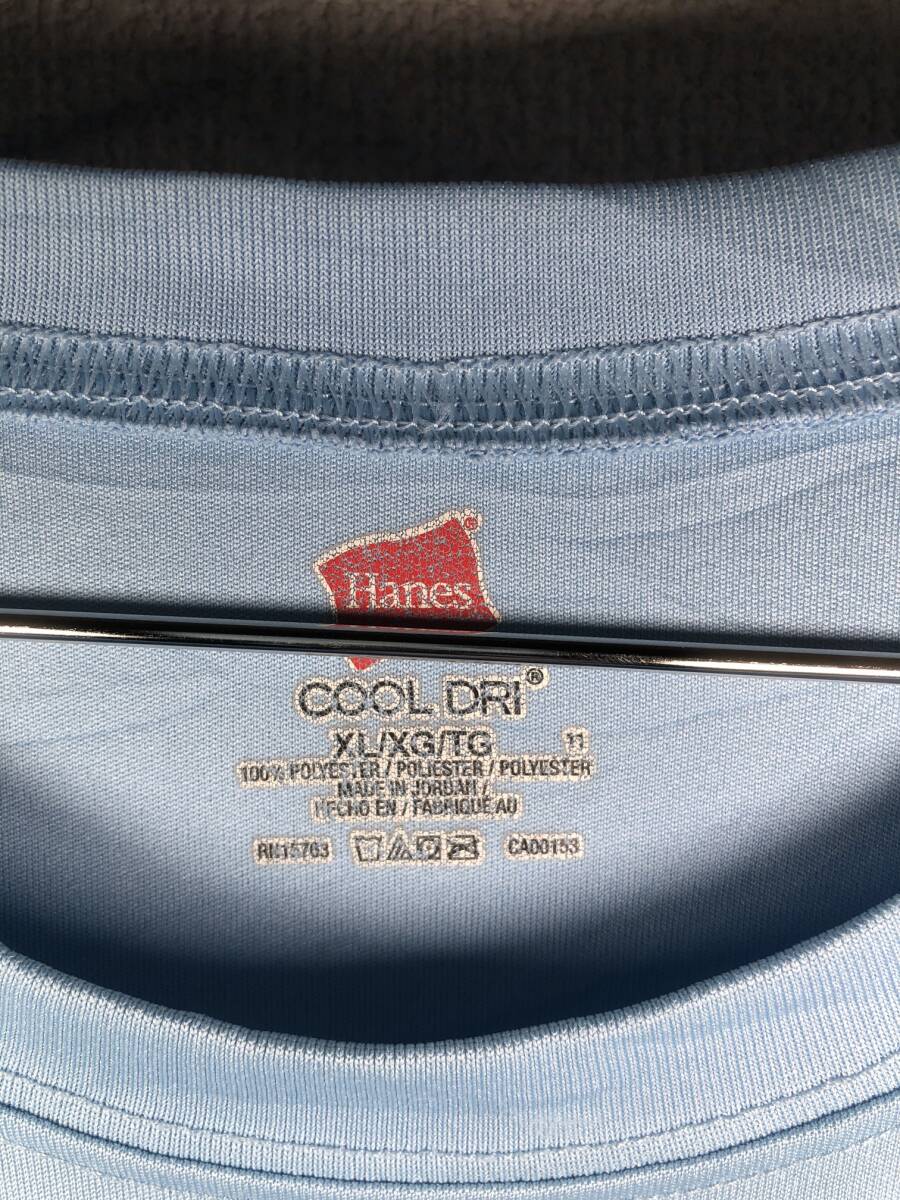 Hanes®
COOL DRI®
XL/XG/TG 11
100% POLYESTER / POLIESTER / POLYESTER
MADE IN JORDAN /
HECHO EN / FABRIQUÉ AU
RN15763 CA00153